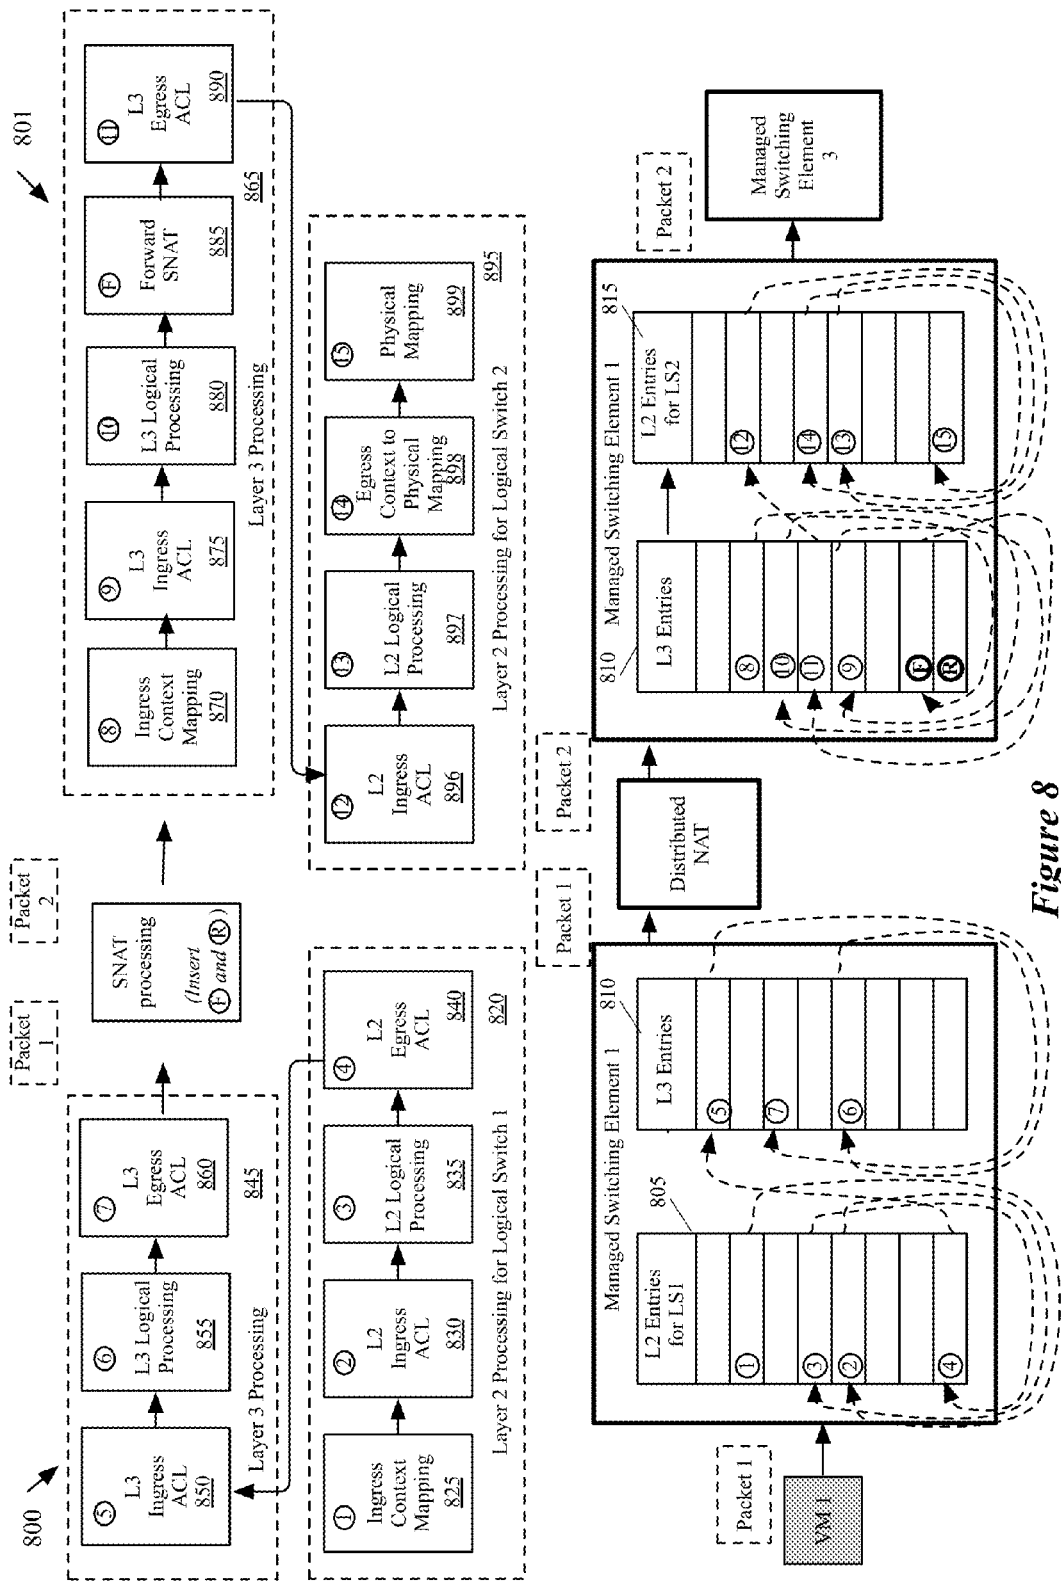 800
⑤
L3
Ingress
ACL
850
⑥
L3 Logical
Processing
855
⑦
L3
Egress
ACL
860
Layer 3 Processing
845
Packet
1
SNAT
processing
(Insert
Ⓕ and Ⓡ)
Packet
2
801
⑧
Ingress
Context
Mapping
870
⑨
L3
Ingress
ACL
875
⑩
L3 Logical
Processing
880
Ⓕ
Forward
SNAT
885
⑪
L3
Egress
ACL
890
Layer 3 Processing
865
①
Ingress
Context
Mapping
825
②
L2
Ingress
ACL
830
③
L2 Logical
Processing
835
④
L2
Egress
ACL
840
Layer 2 Processing for Logical Switch 1
820
⑫
L2
Ingress
ACL
896
⑬
L2 Logical
Processing
897
⑭
Egress
Context to
Physical
Mapping
898
⑮
Physical
Mapping
899
Layer 2 Processing for Logical Switch 2
895
Packet 1
VM 1
Managed Switching Element 1
805
L2 Entries
for LS1
①
③
②
④
810
L3 Entries
⑤
⑦
⑥
Packet 1
Distributed
NAT
Packet 2
Managed Switching Element 1
810
L3 Entries
⑧
⑩
⑪
⑨
Ⓕ
Ⓡ
815
L2 Entries
for LS2
⑫
⑭
⑬
⑮
Packet 2
Managed
Switching
Element
3
Figure 8